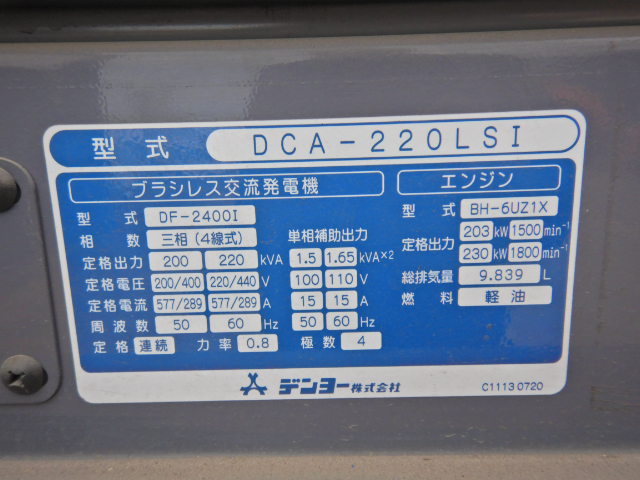 型式 DCA-220LSI
ブラシレス交流発電機
型式 DF-2400I
相数 三相(4線式) 単相補助出力
定格出力 200 220 kVA 1.5 1.65 kVA×2
定格電圧 200/400 220/440 V 100 110 V
定格電流 577/289 577/289 A 15 15 A
周波数 50 60 Hz 50 60 Hz
定格 連続 力率 0.8 極数 4
エンジン
型式 BH-6UZ1X
定格出力 203 kW 1500 min⁻¹
230 kW 1800 min⁻¹
総排気量 9.839 L
燃料 軽油
デンヨー株式会社
C11130720